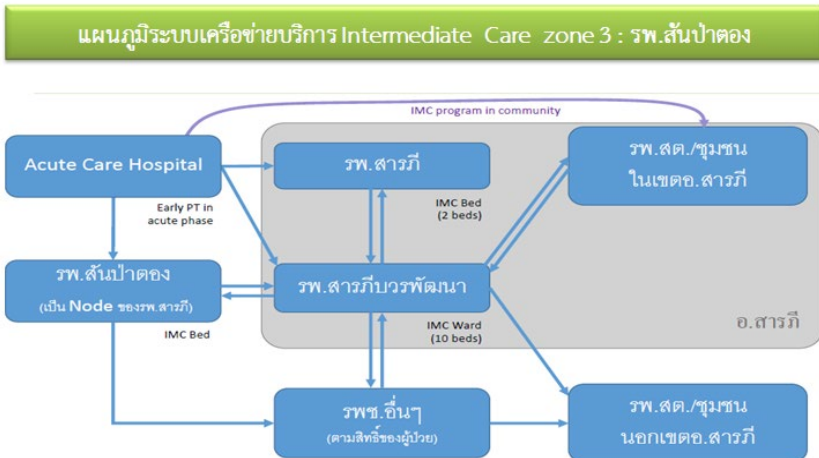 แผนภูมิระบบเครือข่ายบริการ Intermediate Care zone 3 : รพ.สันป่าตอง
IMC program in community
Acute Care Hospital
รพ.สารภี
รพ.สต./ชุมชน
ในเขตอ.สารภี
Early PT in
acute phase
IMC Bed
(2 beds)
รพ.สันป่าตอง
(เป็น Node ของรพ.สารภี)
รพ.สารภีบวรพัฒนา
IMC Bed
IMC Ward
(10 beds)
อ.สารภี
รพช.อื่นๆ
(ตามสิทธิ์ของผู้ป่วย)
รพ.สต./ชุมชน
นอกเขตอ.สารภี